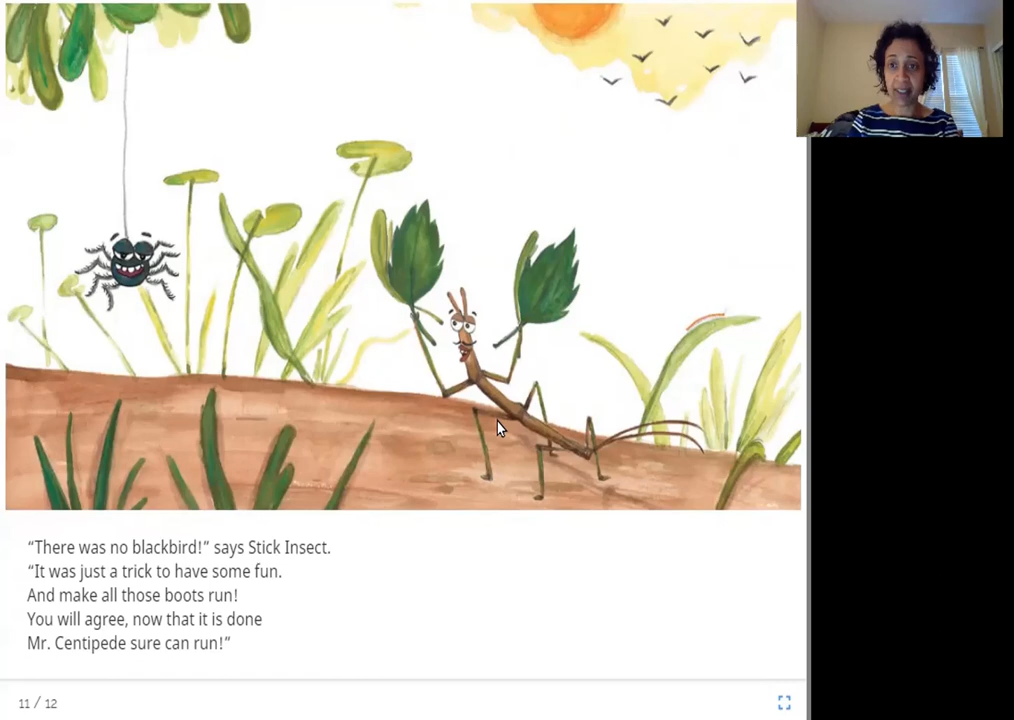 “There was no blackbird!” says Stick Insect.
“It was just a trick to have some fun.
And make all those boots run!
You will agree, now that it is done
Mr. Centipede sure can run!”
11 / 12